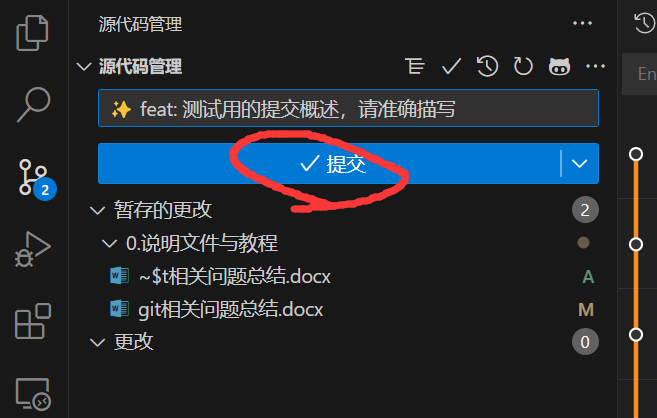 源代码管理
源代码管理
✨ feat: 测试用的提交概述，请准确描写
En
✓ 提交
2
暂存的更改 2
0.说明文件与教程
~$t相关问题总结.docx A
git相关问题总结.docx M
更改 0